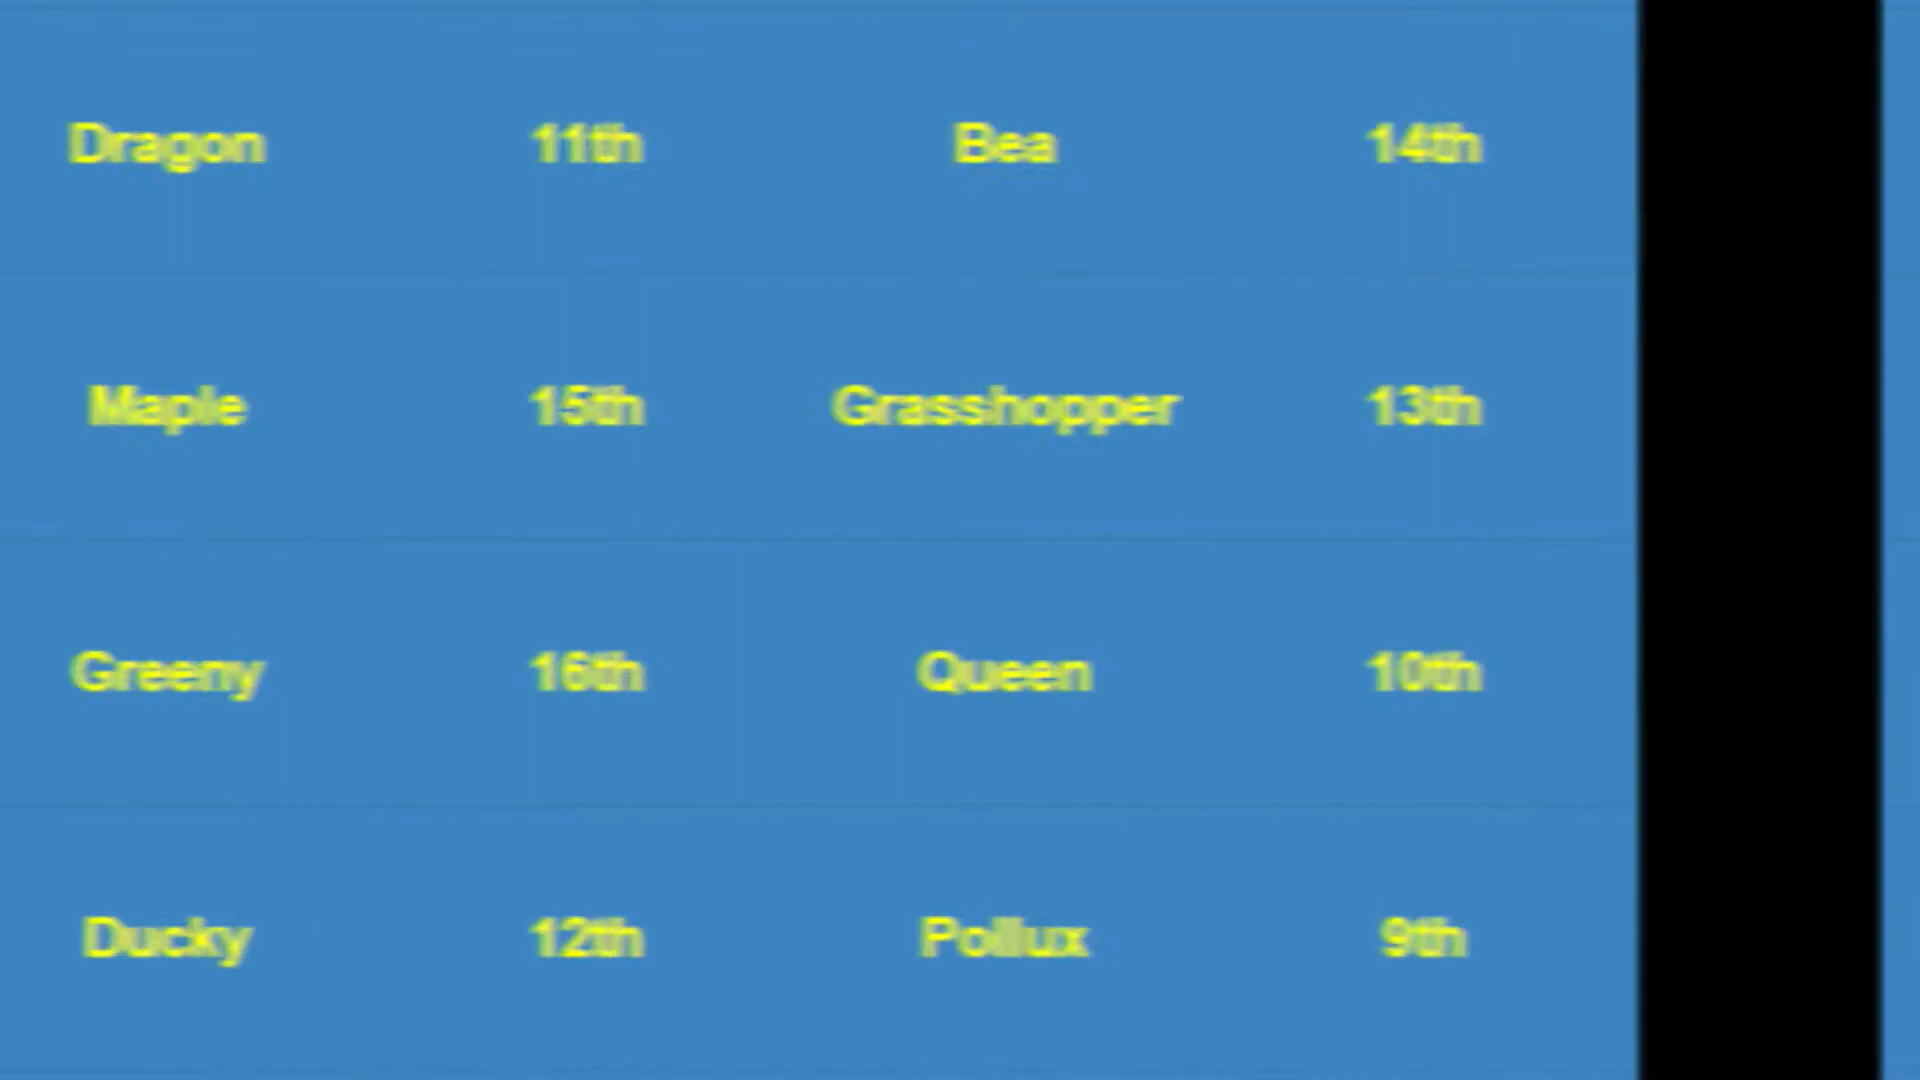 Dragon 11th Bea 14th
Maple 15th Grasshopper 13th
Greeny 16th Queen 10th
Ducky 12th Pollux 9th